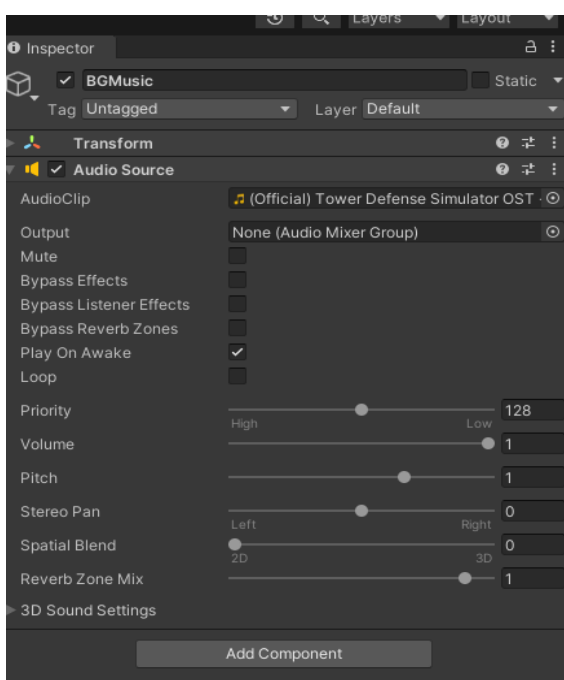 Layers Layout
Inspector
BGMusic Static
Tag Untagged Layer Default
Transform
Audio Source
AudioClip (Official) Tower Defense Simulator OST -
Output None (Audio Mixer Group)
Mute
Bypass Effects
Bypass Listener Effects
Bypass Reverb Zones
Play On Awake
Loop
Priority 128
High Low
Volume 1
Pitch 1
Stereo Pan 0
Left Right
Spatial Blend 0
2D 3D
Reverb Zone Mix 1
3D Sound Settings
Add Component